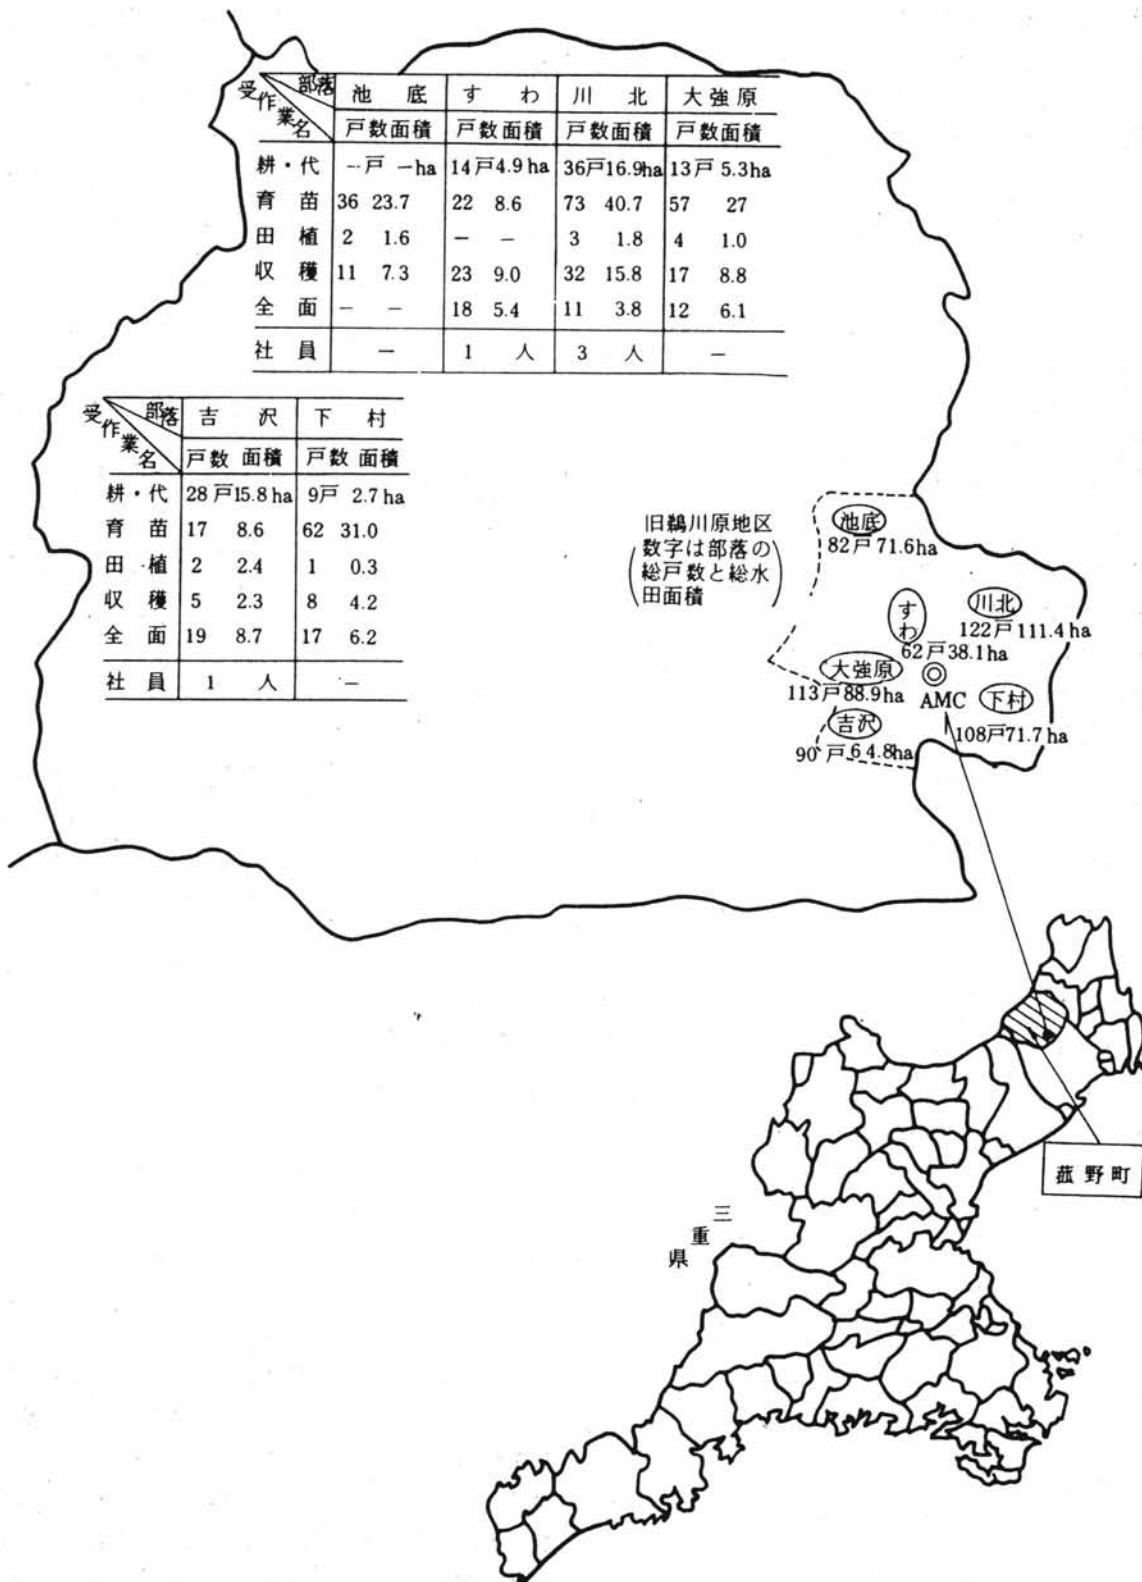 受作業名 部落 池底 すわ 川北 大強原
戸数面積 戸数面積 戸数面積 戸数面積
耕・代 -戸 -ha 14戸4.9ha 36戸16.9ha 13戸5.3ha
育苗 36 23.7 22 8.6 73 40.7 57 27
田植 2 1.6 - - 3 1.8 4 1.0
収穫 11 7.3 23 9.0 32 15.8 17 8.8
全面 - - 18 5.4 11 3.8 12 6.1
社員 - 1人 3人 -
受作業名 部落 吉沢 下村
戸数 面積 戸数 面積
耕・代 28戸15.8ha 9戸 2.7ha
育苗 17 8.6 62 31.0
田植 2 2.4 1 0.3
収穫 5 2.3 8 4.2
全面 19 8.7 17 6.2
社員 1人 -
旧鵜川原地区
(数字は部落の
総戸数と総水
田面積)
池底
82戸71.6ha
すわ
62戸38.1ha
川北
122戸111.4ha
大強原
113戸88.9ha
AMC
下村
108戸71.7ha
吉沢
90戸64.8ha
菰野町
三重県